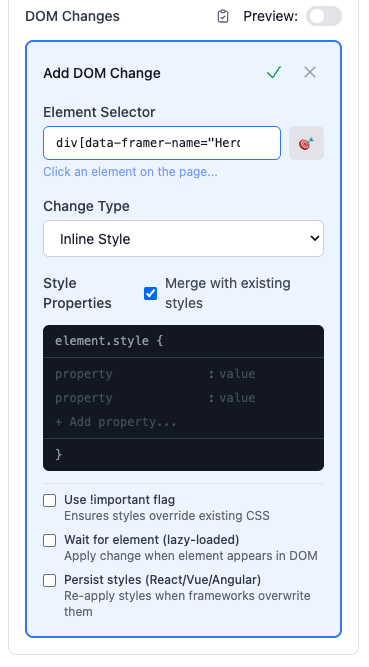 DOM Changes Preview:
Add DOM Change
Element Selector
div[data-framer-name="Herc
Click an element on the page...
Change Type
Inline Style
Style Properties
Merge with existing styles
element.style {
property : value
property : value
+ Add property...
}
Use !important flag
Ensures styles override existing CSS
Wait for element (lazy-loaded)
Apply change when element appears in DOM
Persist styles (React/Vue/Angular)
Re-apply styles when frameworks overwrite
them